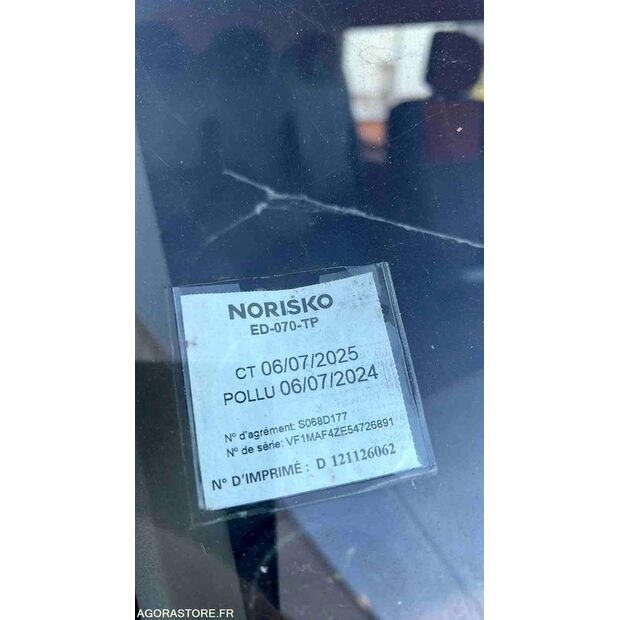 NORISKO
ED-070-TP
CT 06/07/2025
POLLU 06/07/2024
N° d'agrément: S068D177
N° de série: VF1MAF4ZE54726891
N° D'IMPRIMÉ : D 121126062
AGORASTORE.FR